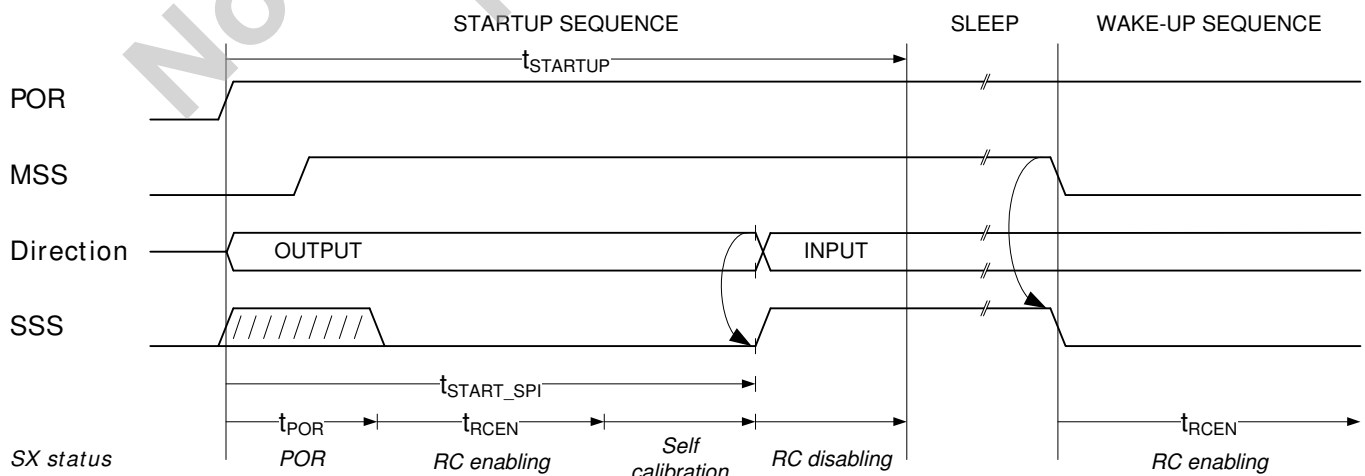 STARTUP SEQUENCE SLEEP WAKE-UP SEQUENCE
tSTARTUP
POR
MSS
Direction OUTPUT INPUT
SSS
tSTART_SPI
tPOR tRCEN tRCEN
SX status POR RC enabling Self calibration RC disabling RC enabling
No